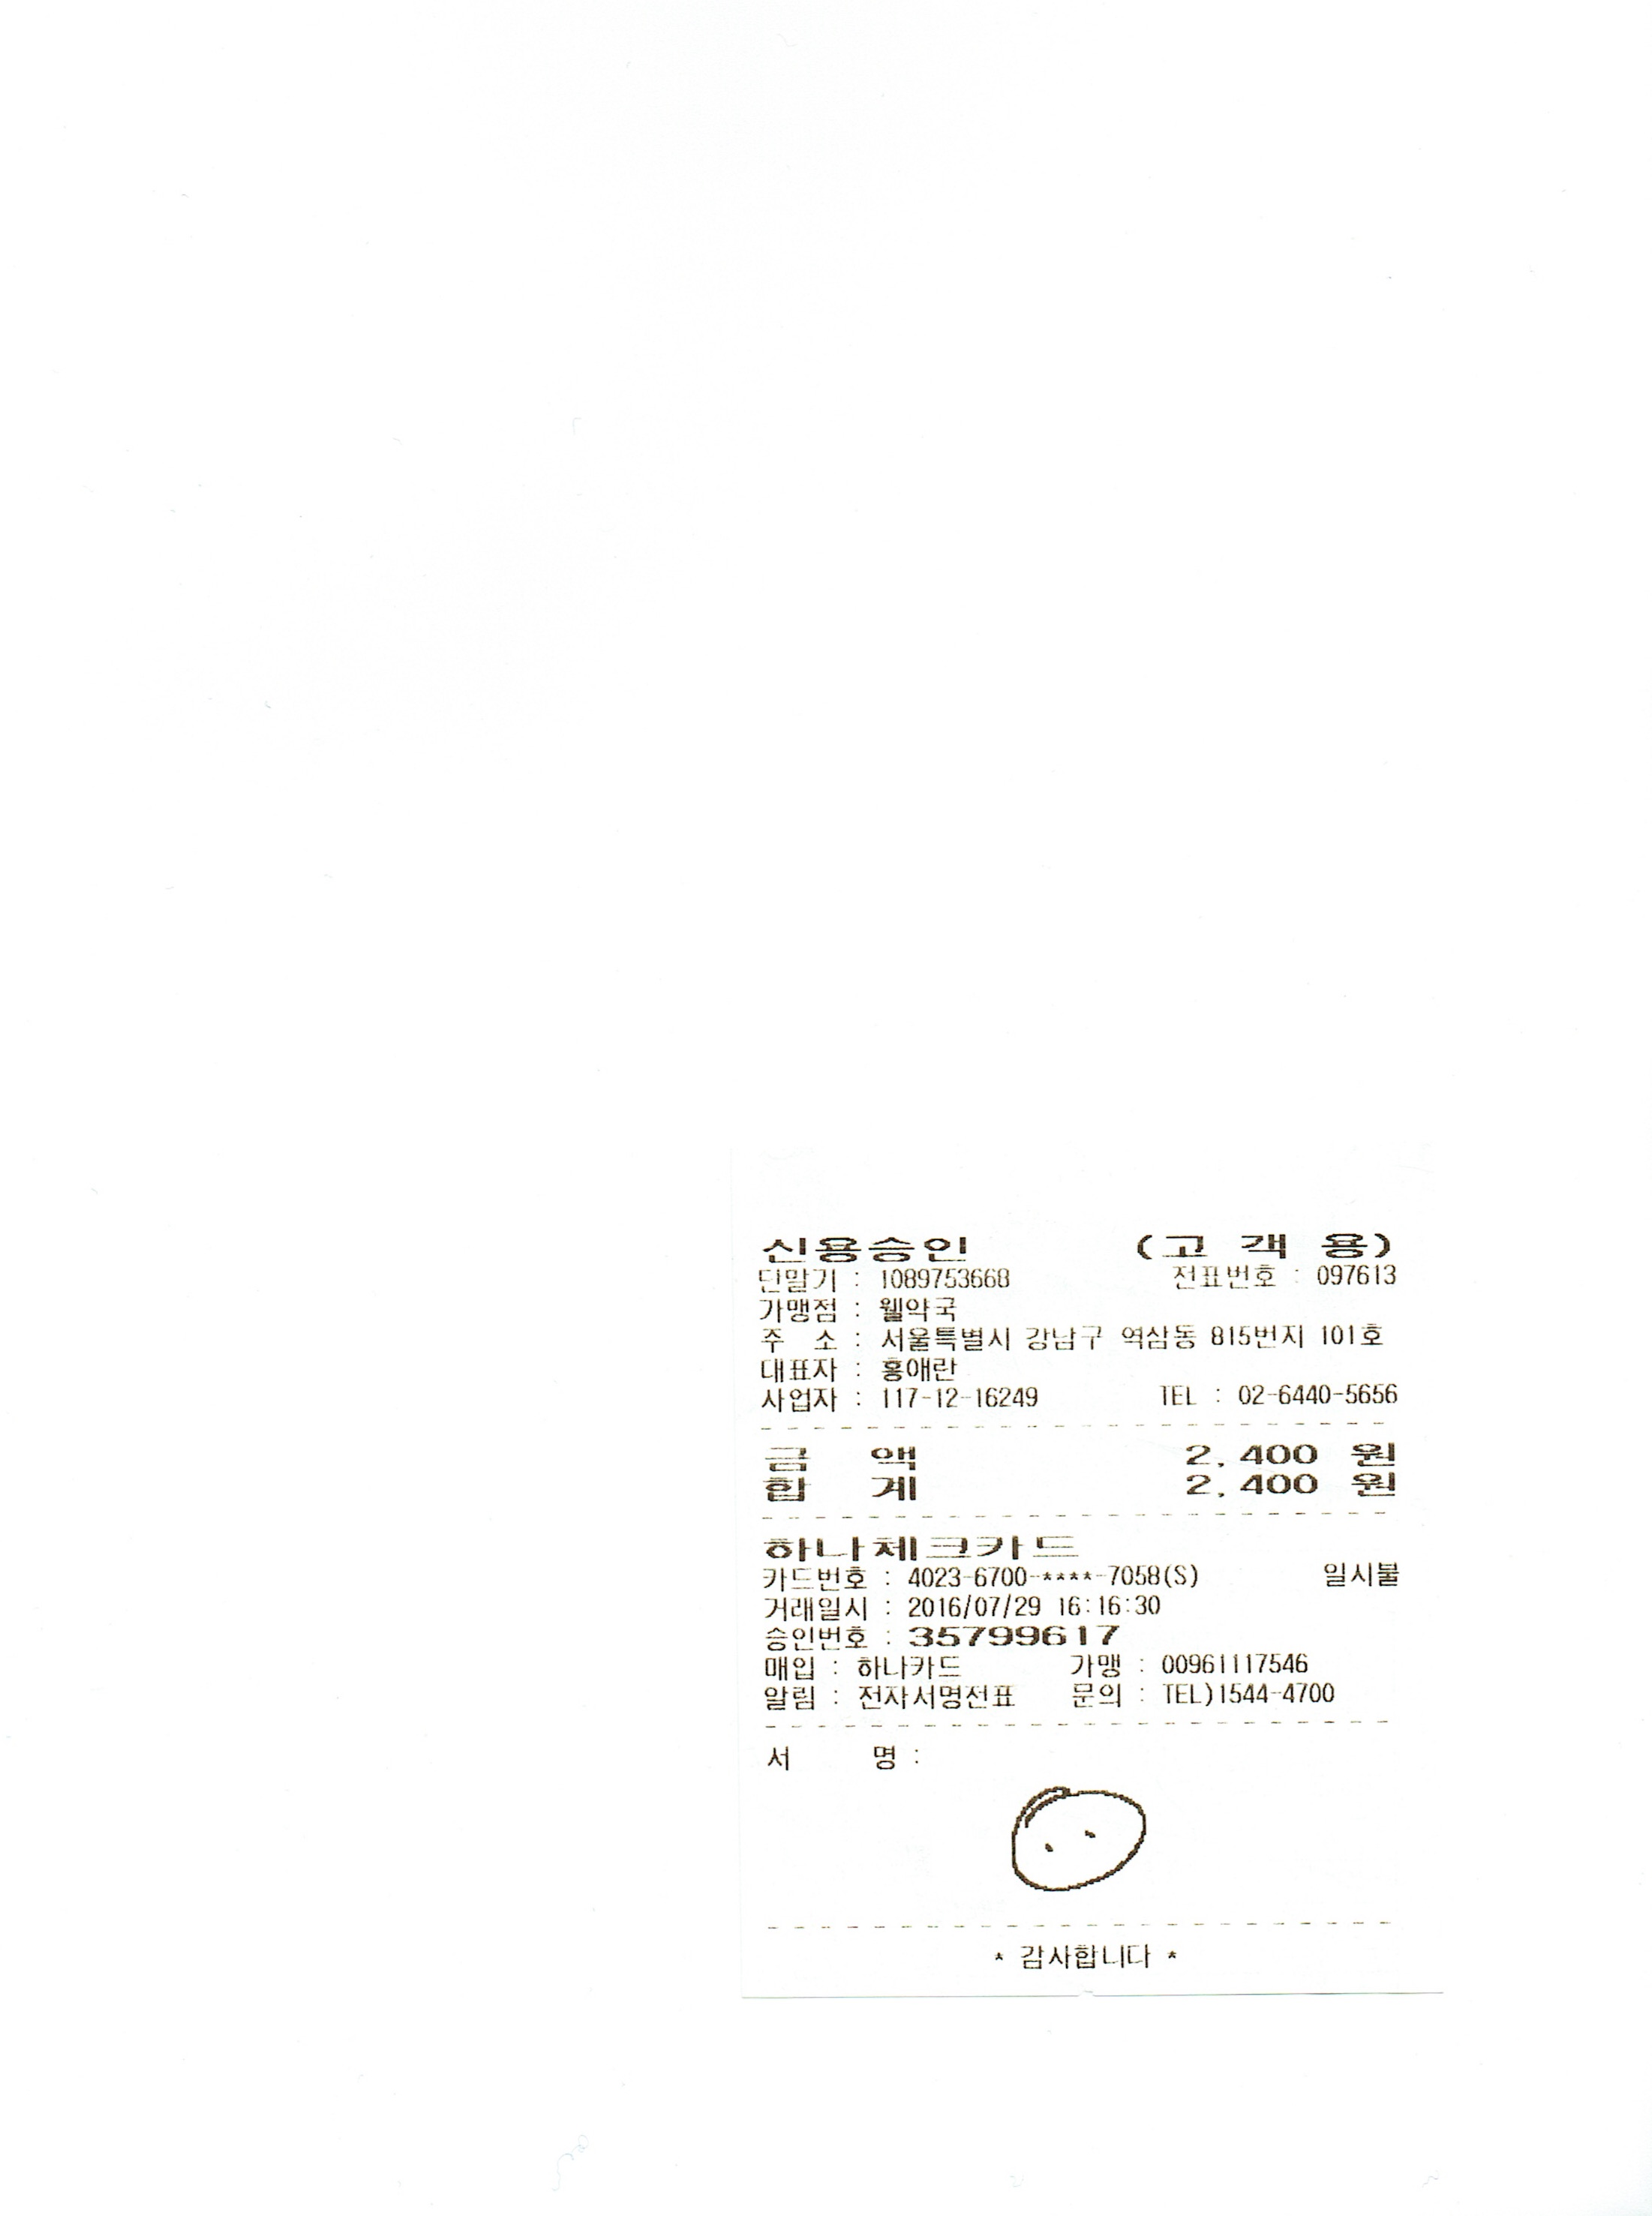 신용승인 (고 객 용)
단말기 : 1089753668 전표번호 : 097613
가맹점 : 웰약국
주 소 : 서울특별시 강남구 역삼동 815번지 101호
대표자 : 홍애란
사업자 : 117-12-16249 TEL : 02-6440-5656
금 액 2,400 원
합 계 2,400 원
하나체크카드
카드번호 : 4023-6700-****-7058(S) 일시불
거래일시 : 2016/07/29 16:16:30
승인번호 : 35799617
매입 : 하나카드 가맹 : 00961117546
알림 : 전자서명전표 문의 : TEL)1544-4700
서 명 :
* 감사합니다 *